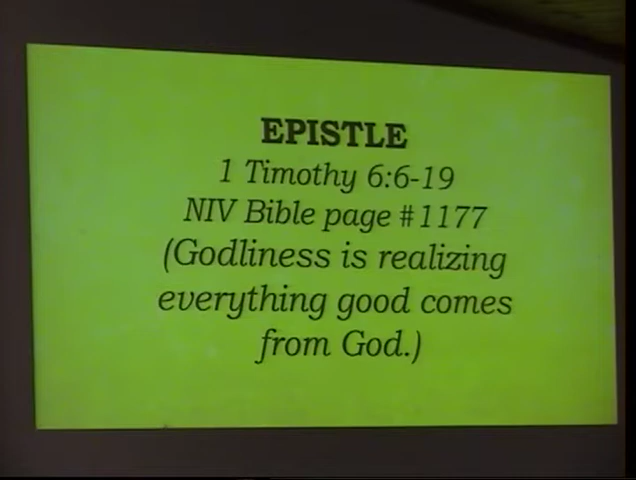 EPISTLE
1 Timothy 6:6-19
NIV Bible page #1177
(Godliness is realizing
everything good comes
from God.)